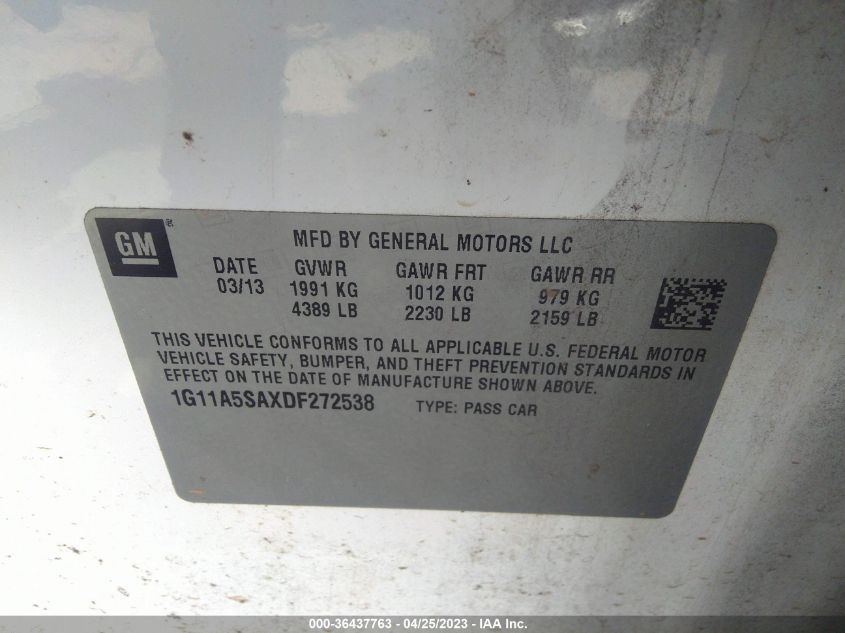 GM ®
MFD BY GENERAL MOTORS LLC
DATE GVWR GAWR FRT GAWR RR
03/13 1991 KG 1012 KG 979 KG
4389 LB 2230 LB 2159 LB
THIS VEHICLE CONFORMS TO ALL APPLICABLE U.S. FEDERAL MOTOR
VEHICLE SAFETY, BUMPER, AND THEFT PREVENTION STANDARDS IN
EFFECT ON THE DATE OF MANUFACTURE SHOWN ABOVE.
1G11A5SAXDF272538 TYPE: PASS CAR
000-36437763 - 04/25/2023 - IAA Inc.